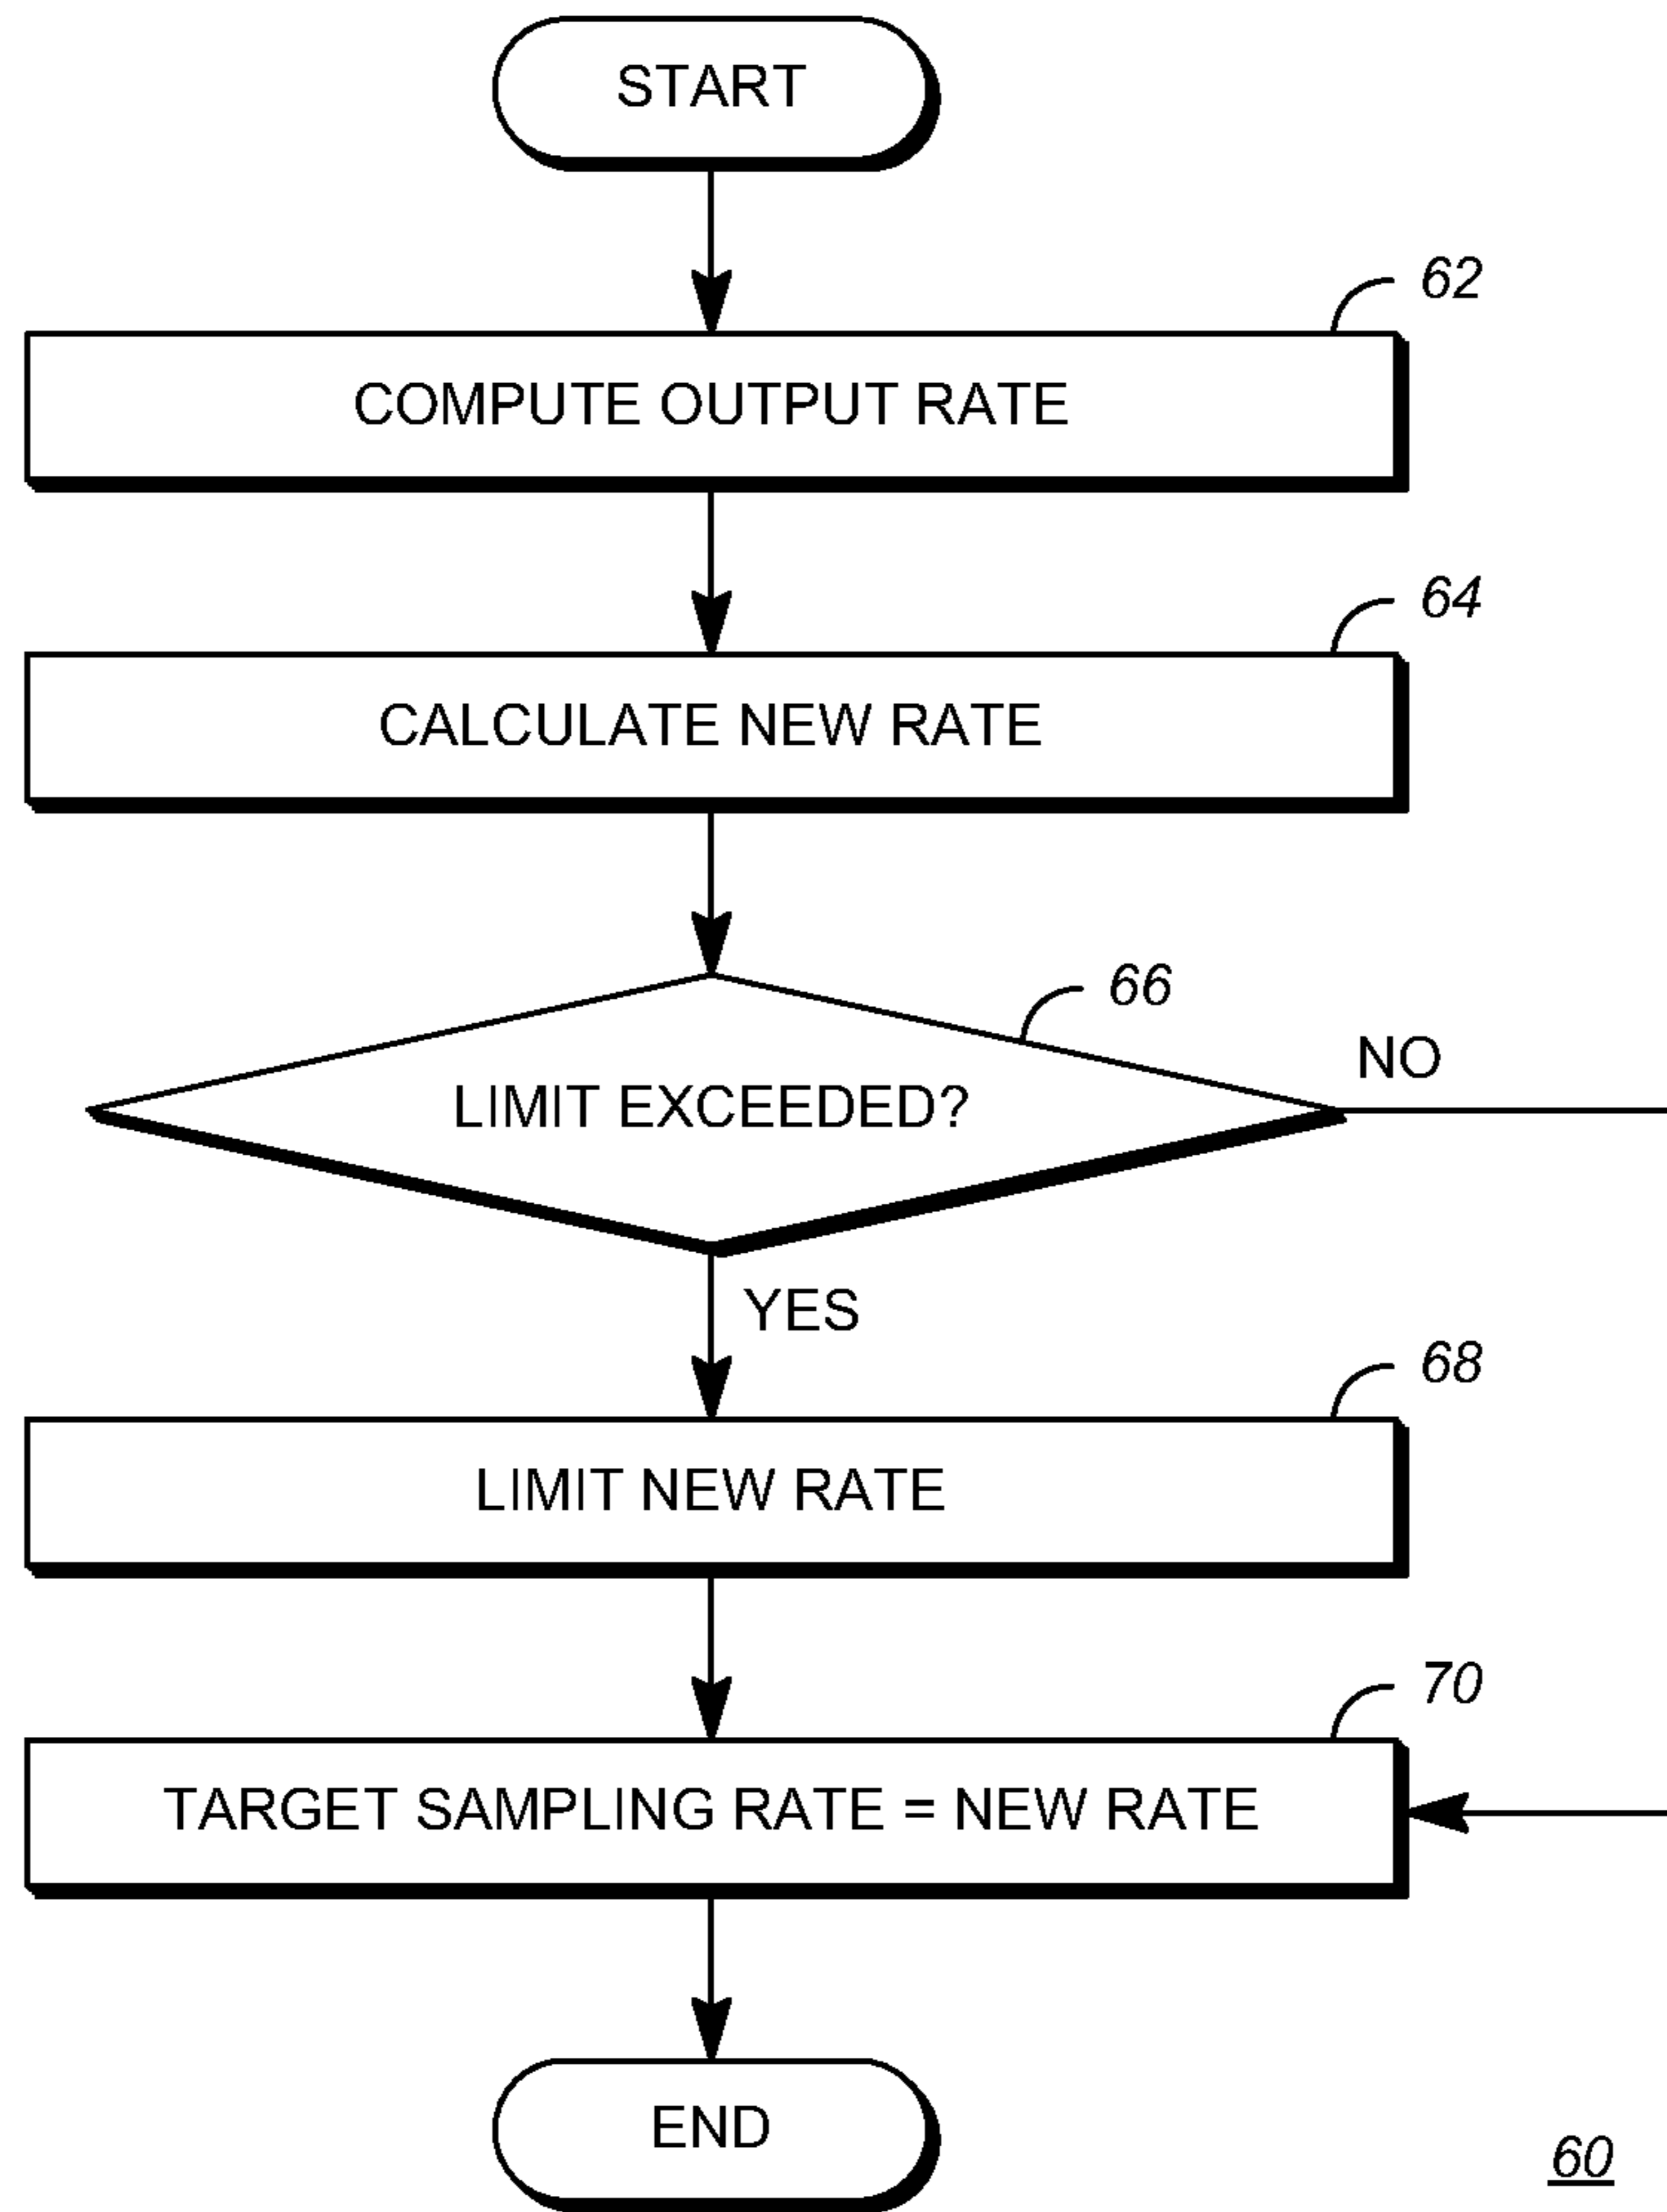 START
62
COMPUTE OUTPUT RATE
64
CALCULATE NEW RATE
66
NO
LIMIT EXCEEDED?
YES
68
LIMIT NEW RATE
70
TARGET SAMPLING RATE = NEW RATE
END
60